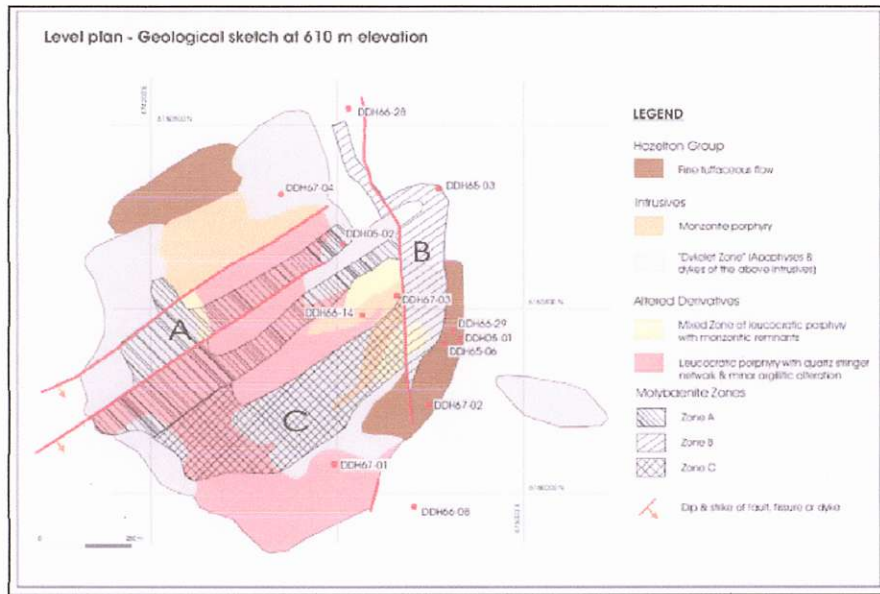 Level plan - Geological sketch at 610 m elevation
DDH66-28
DDH67-04
DDH65-03
DDH05-02
B
A
DDH67-03
DDH66-14
DDH66-29
DDH05-01
DDH65-06
C
DDH67-02
DDH67-01
DDH66-08
0
LEGEND
Hazelton Group
Fine tuffaceous flow
Intrusives
Monzonite porphyry
"Dykelet Zone" (Apophyses &
dykes of the above intrusives)
Altered Derivatives
Mixed Zone of leucocratic porphyry
with monzonitic remnants
Leucocratic porphyry with quartz stringer
network & minor argillitic alteration
Molybdenite Zones
Zone A
Zone B
Zone C
Dip & strike of fault, fissure or dyke